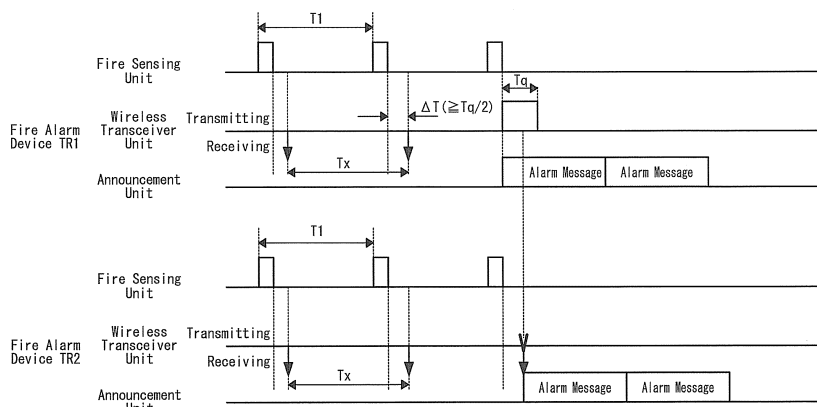 T1
Fire Sensing
Unit
Tq
ΔT(≧Tq/2)
Fire Alarm
Device TR1
Wireless
Transceiver
Unit
Transmitting
Receiving
Tx
Announcement
Unit
Alarm Message
Alarm Message
T1
Fire Sensing
Unit
Fire Alarm
Device TR2
Wireless
Transceiver
Unit
Transmitting
Receiving
Tx
Announcement
Unit
Alarm Message
Alarm Message